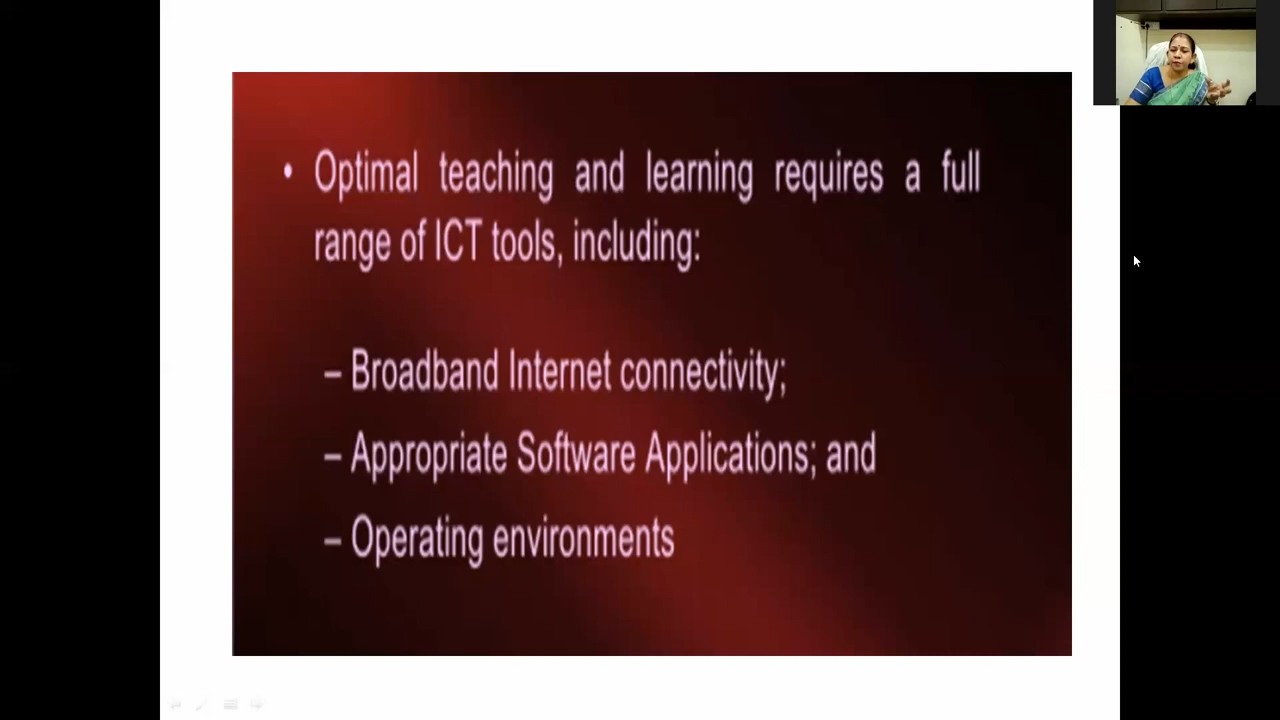 • Optimal teaching and learning requires a full
range of ICT tools, including:
– Broadband Internet connectivity;
– Appropriate Software Applications; and
– Operating environments